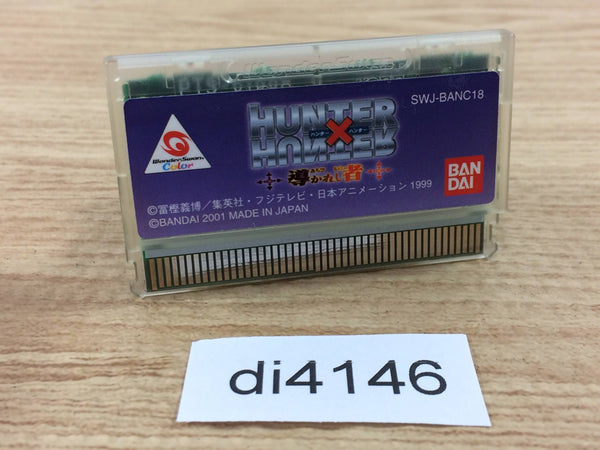 SWJ-BANC18
HUNTER
ハンター×ハンター
HUNTER
導かれし者
WonderSwan
Color
BAN
DAI
©冨樫義博／集英社・フジテレビ・日本アニメーション 1999
©BANDAI 2001 MADE IN JAPAN
di4146